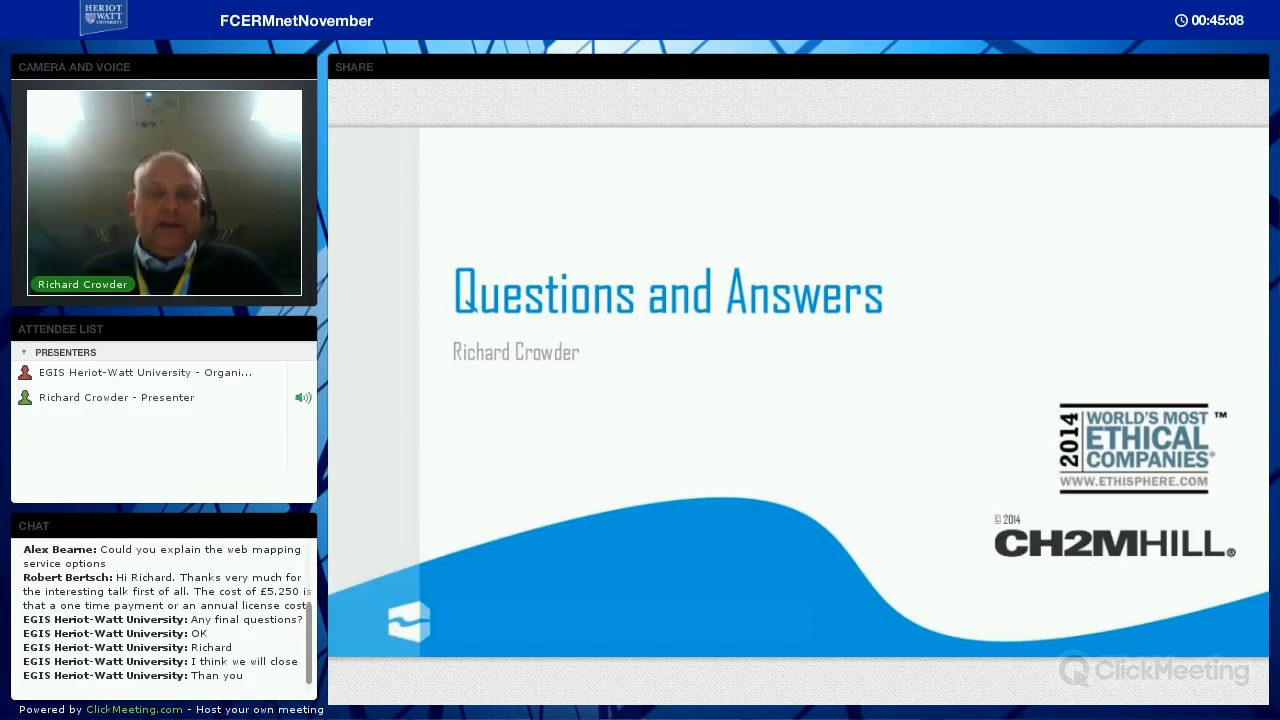 HERIOT
WATT
UNIVERSITY
FCERMnetNovember
00:45:08
CAMERA AND VOICE
Richard Crowder
ATTENDEE LIST
PRESENTERS
EGIS Heriot-Watt University - Organi...
Richard Crowder - Presenter
CHAT
Alex Bearne: Could you explain the web mapping
service options
Robert Bertsch: Hi Richard. Thanks very much for
the interesting talk first of all. The cost of £5.250 is
that a one time payment or an annual license cost
EGIS Heriot-Watt University: Any final questions?
EGIS Heriot-Watt University: OK
EGIS Heriot-Watt University: Richard
EGIS Heriot-Watt University: I think we will close
EGIS Heriot-Watt University: Than you
Powered by ClickMeeting.com - Host your own meeting
SHARE
Questions and Answers
Richard Crowder
2014 WORLD'S MOST ™
ETHICAL
COMPANIES®
WWW.ETHISPHERE.COM
© 2014
CH2MHILL®
ClickMeeting